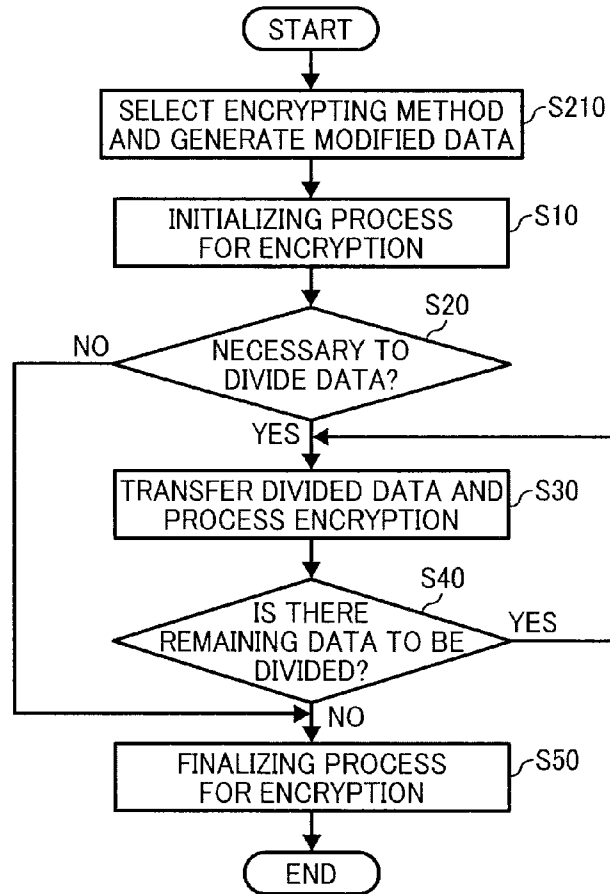 START
SELECT ENCRYPTING METHOD
AND GENERATE MODIFIED DATA
S210
INITIALIZING PROCESS
FOR ENCRYPTION
S10
S20
NO
NECESSARY TO
DIVIDE DATA?
YES
TRANSFER DIVIDED DATA AND
PROCESS ENCRYPTION
S30
S40
IS THERE
REMAINING DATA TO BE
DIVIDED?
YES
NO
FINALIZING PROCESS
FOR ENCRYPTION
S50
END